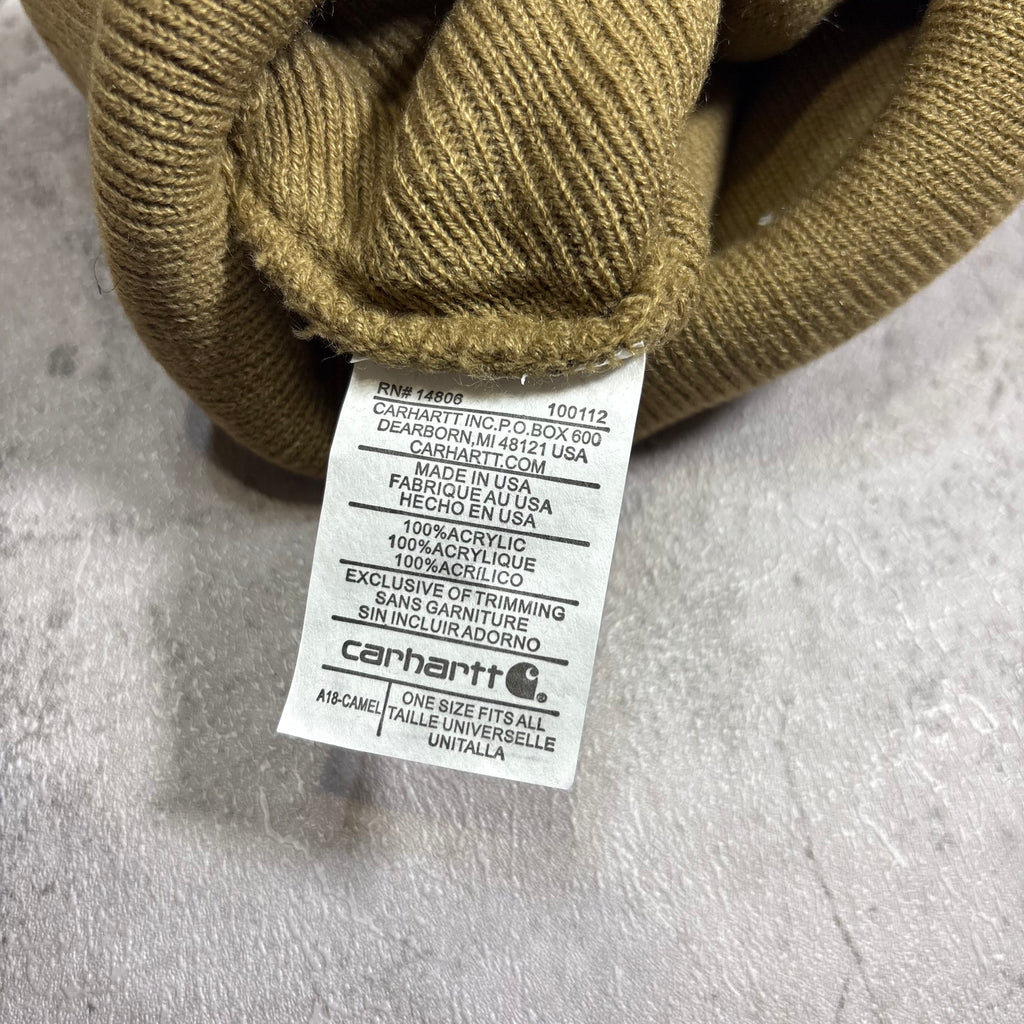 RN# 14806 100112
CARHARTT INC.P.O.BOX 600
DEARBORN,MI 48121 USA
CARHARTT.COM
MADE IN USA
FABRIQUE AU USA
HECHO EN USA
100%ACRYLIC
100%ACRYLIQUE
100%ACRÍLICO
EXCLUSIVE OF TRIMMING
SANS GARNITURE
SIN INCLUIR ADORNO
carhartt ®
A18-CAMEL
ONE SIZE FITS ALL
TAILLE UNIVERSELLE
UNITALLA